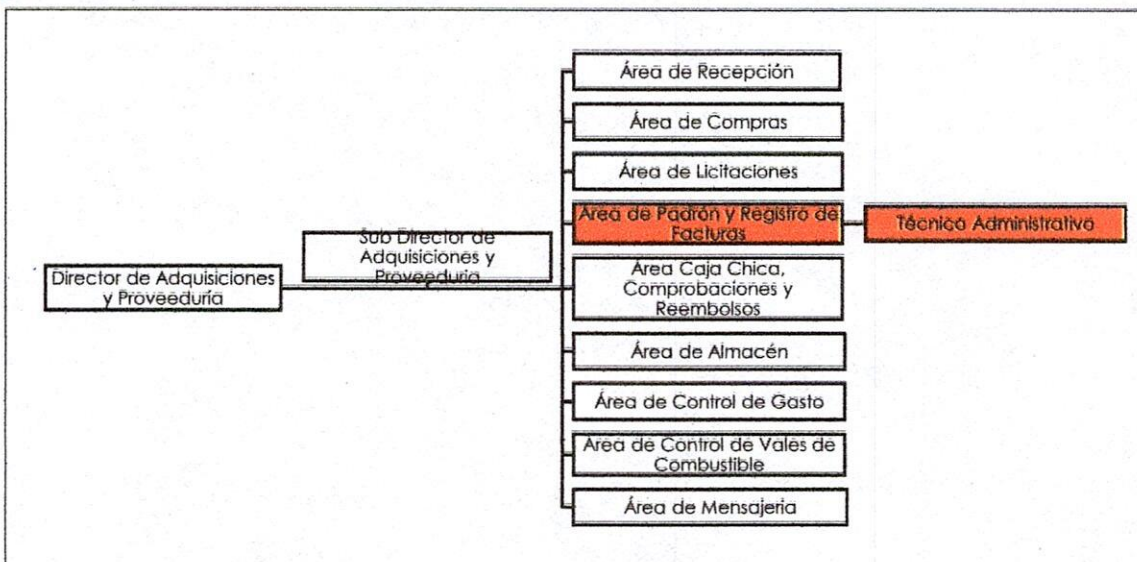 Director de Adquisiciones
y Proveeduría
Sub Director de
Adquisiciones y
Proveeduría
Área de Recepción
Área de Compras
Área de Licitaciones
Área de Padrón y Registro de
Facturas
Técnico Administrativo
Área Caja Chica,
Comprobaciones y
Reembolsos
Área de Almacén
Área de Control de Gasto
Área de Control de Vales de
Combustible
Área de Mensajeria